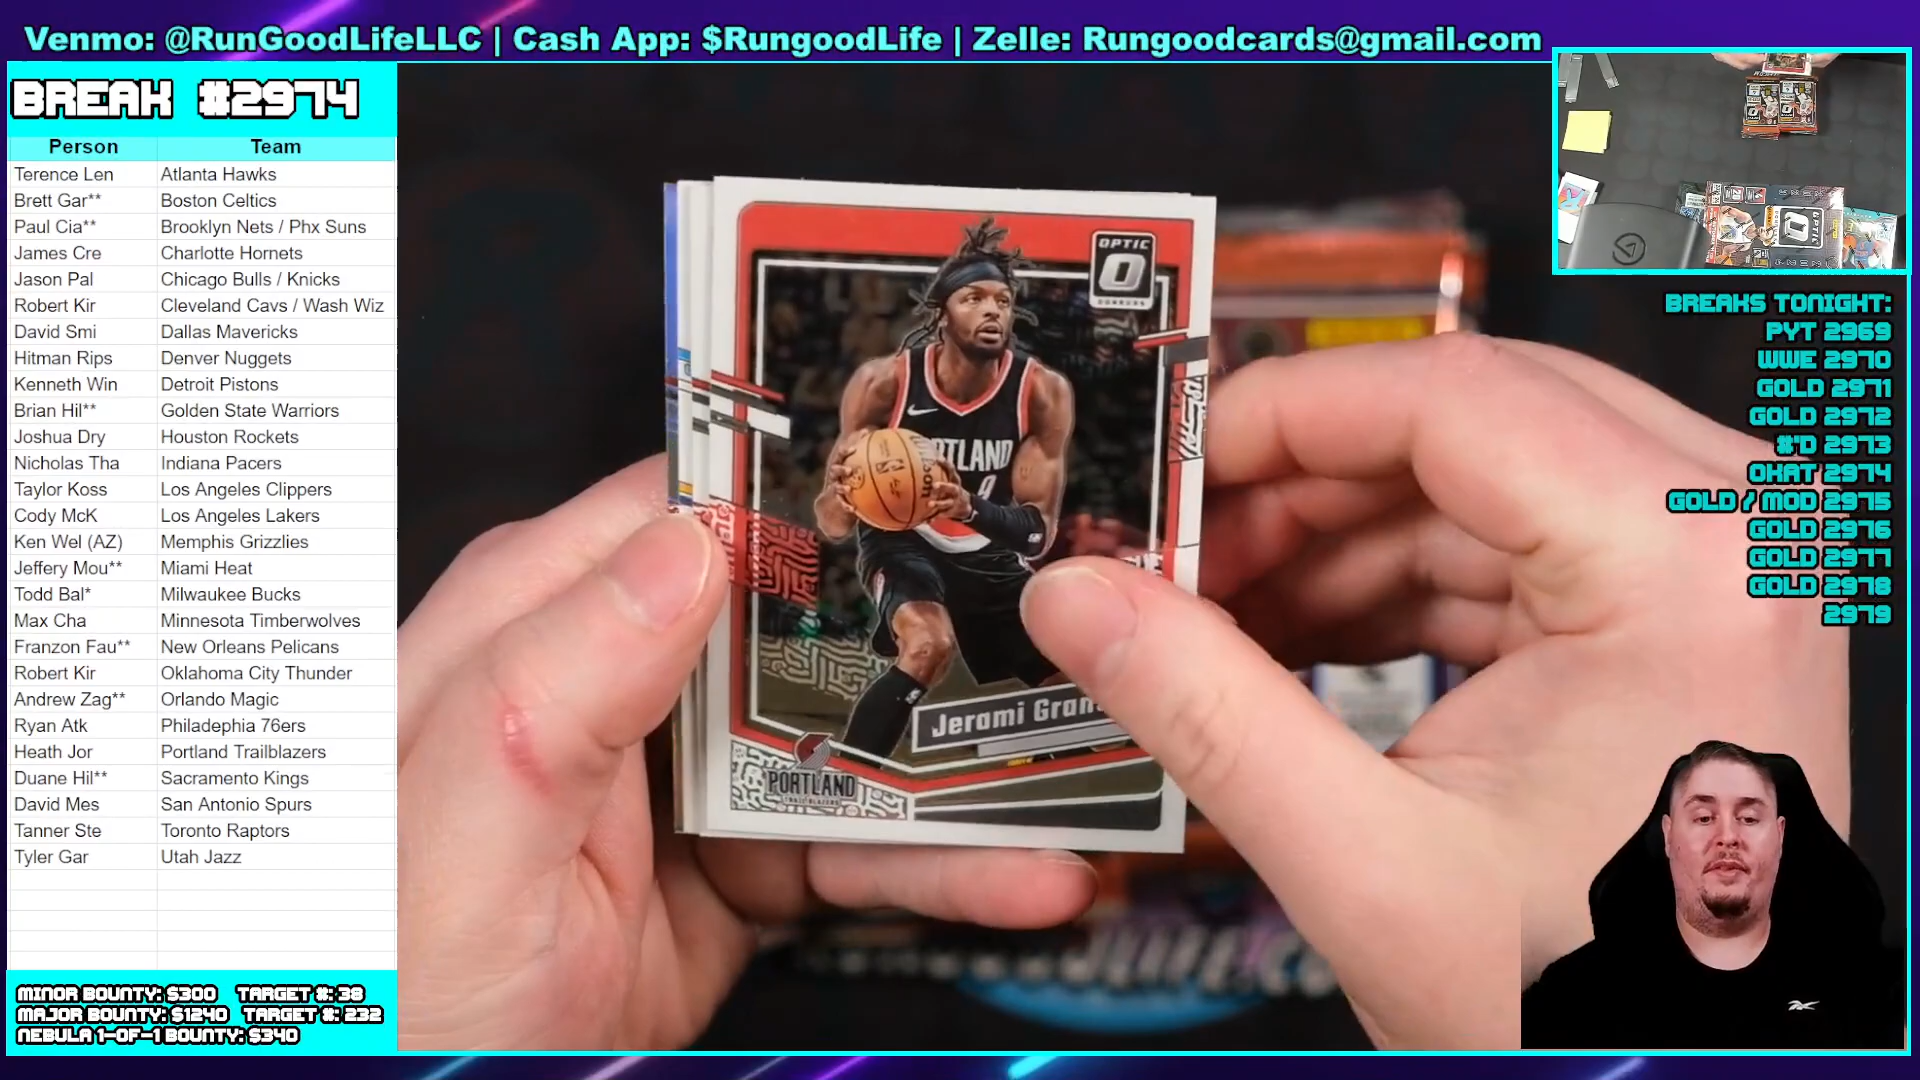 Venmo: @RunGoodLifeLLC | Cash App: $RungoodLife | Zelle: Rungoodcards@gmail.com
BREAK #2974
Person Team
Terence Len Atlanta Hawks
Brett Gar** Boston Celtics
Paul Cia** Brooklyn Nets / Phx Suns
James Cre Charlotte Hornets
Jason Pal Chicago Bulls / Knicks
Robert Kir Cleveland Cavs / Wash Wiz
David Smi Dallas Mavericks
Hitman Rips Denver Nuggets
Kenneth Win Detroit Pistons
Brian Hil** Golden State Warriors
Joshua Dry Houston Rockets
Nicholas Tha Indiana Pacers
Taylor Koss Los Angeles Clippers
Cody McK Los Angeles Lakers
Ken Wel (AZ) Memphis Grizzlies
Jeffery Mou** Miami Heat
Todd Bal* Milwaukee Bucks
Max Cha Minnesota Timberwolves
Franzon Fau** New Orleans Pelicans
Robert Kir Oklahoma City Thunder
Andrew Zag** Orlando Magic
Ryan Atk Philadephia 76ers
Heath Jor Portland Trailblazers
Duane Hil** Sacramento Kings
David Mes San Antonio Spurs
Tanner Ste Toronto Raptors
Tyler Gar Utah Jazz
MINOR BOUNTY: $300 TARGET #: 38
MAJOR BOUNTY: $1240 TARGET #: 232
NEBULA 1-OF-1 BOUNTY: $340
OPTIC
DONRUSS
RTLAND
9
Jerami Gran
PORTLAND
TRAIL BLAZERS
OPTIC
BREAKS TONIGHT:
PYT 2969
WWE 2970
GOLD 2971
GOLD 2972
#'D 2973
OKAT 2974
GOLD / MOD 2975
GOLD 2976
GOLD 2977
GOLD 2978
2979